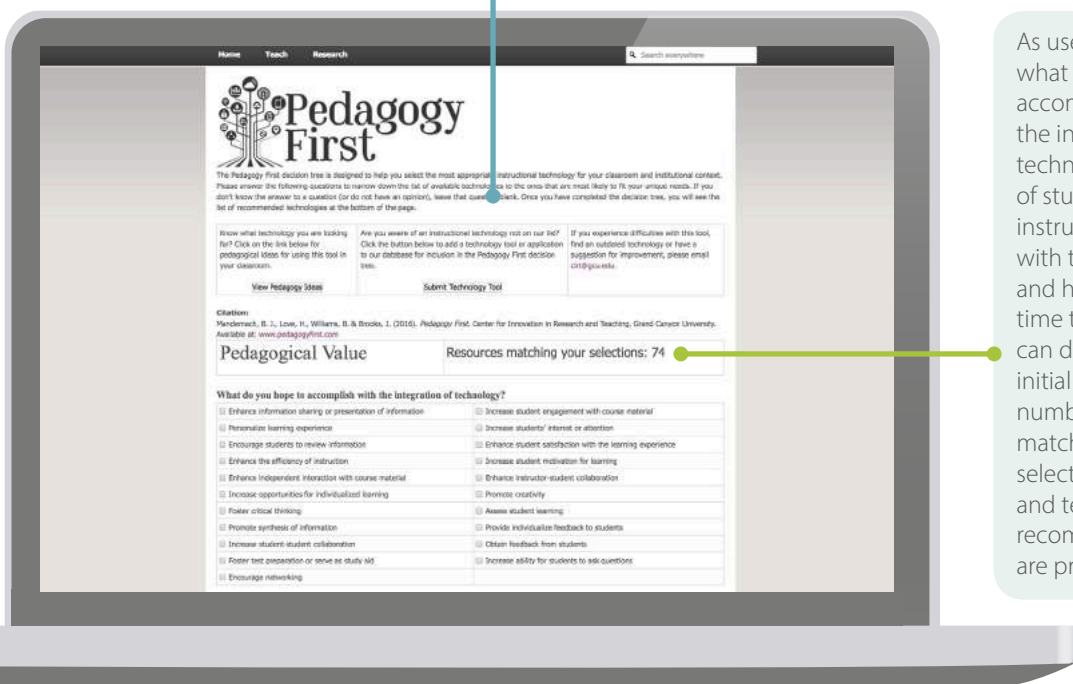 Home Teach Research
Search everywhere
Pedagogy
First
The Pedagogy First decision tree is designed to help you select the most appropriate instructional technology for your classroom and institutional context.
Please answer the following questions to narrow down the list of available technologies to the ones that are most likely to fit your unique needs. If you
don't know the answer to a question (or do not have an opinion), leave that blank. Once you have completed the decision tree, you will see the
list of recommended technologies at the bottom of the page.
Know what technology you are looking
for? Click on the link below for
pedagogical ideas for using this tool in
your classroom.
View Pedagogy Ideas
Are you aware of an instructional technology not on our list?
Click the button below to add a technology tool or application
to our database for inclusion in the Pedagogy First decision
tree.
Submit Technology Tool
If you experience difficulties with this tool,
find an outdated technology or have a
suggestion for improvement, please email
cirt@gcu.edu.
Citation:
Mandernach, B. J., Love, H., Williams, B. & Brooks, J. (2016). Pedagogy First. Center for Innovation in Research and Teaching, Grand Canyon University.
Available at: www.pedagogyfirst.com
Pedagogical Value
Resources matching your selections: 74
What do you hope to accomplish with the integration of technology?
Enhance information sharing or presentation of information
Increase student engagement with course material
Personalize learning experience
Increase students' interest or attention
Encourage students to review information
Enhance student satisfaction with the learning experience
Enhance the efficiency of instruction
Increase student motivation for learning
Enhance independent interaction with course material
Enhance instructor-student collaboration
Increase opportunities for individualized learning
Promote creativity
Foster critical thinking
Assess student learning
Promote synthesis of information
Provide individualize feedback to students
Increase student-student collaboration
Obtain feedback from students
Foster test preparation or serve as study aid
Increase ability for students to ask questions
Encourage networking
As use
what
accor
the in
techn
of stu
instru
with t
and h
time t
can d
initial
numb
match
select
and te
recom
are pr